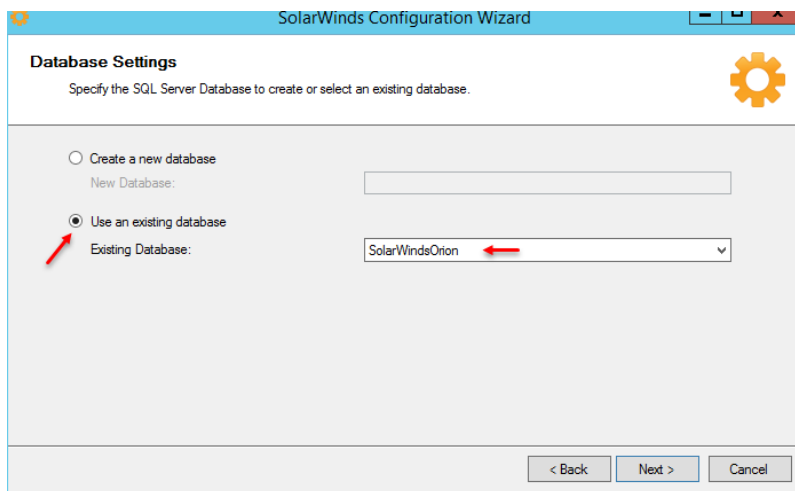 SolarWinds Configuration Wizard
Database Settings
Specify the SQL Server Database to create or select an existing database.
Create a new database
New Database:
Use an existing database
Existing Database:
SolarWindsOrion
< Back
Next >
Cancel